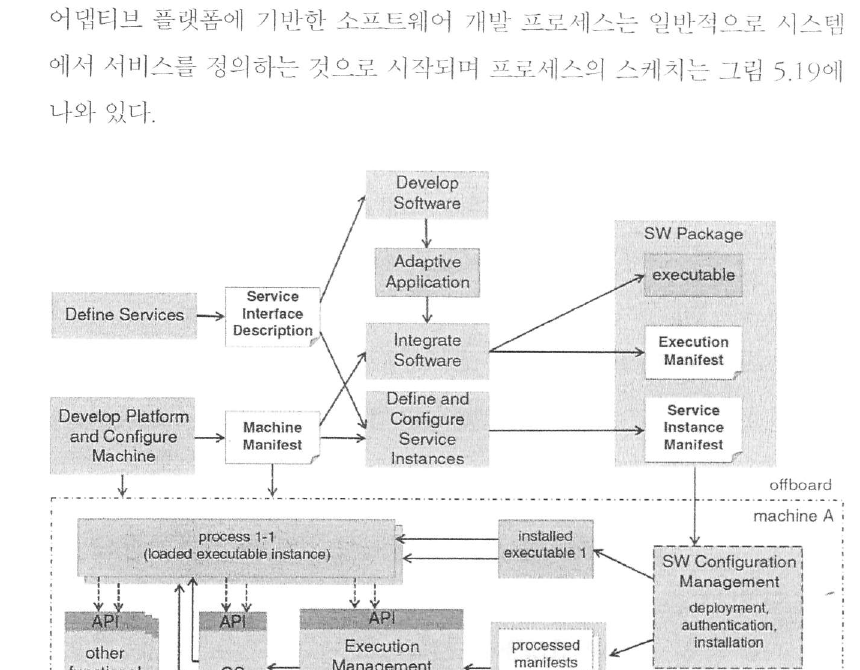 어댑티브 플랫폼에 기반한 소프트웨어 개발 프로세스는 일반적으로 시스템
에서 서비스를 정의하는 것으로 시작되며 프로세스의 스케치는 그림 5.19에
나와 있다.
Develop
Software
SW Package
Adaptive
Application
executable
Define Services
Service
Interface
Description
Integrate
Software
Execution
Manifest
Develop Platform
and Configure
Machine
Machine
Manifest
Define and
Configure
Service
Instances
Service
Instance
Manifest
offboard
machine A
process 1-1
(loaded executable instance)
installed
executable 1
SW Configuration
Management
deployment,
authentication,
installation
API
other
API
API
Execution
Management
processed
manifests